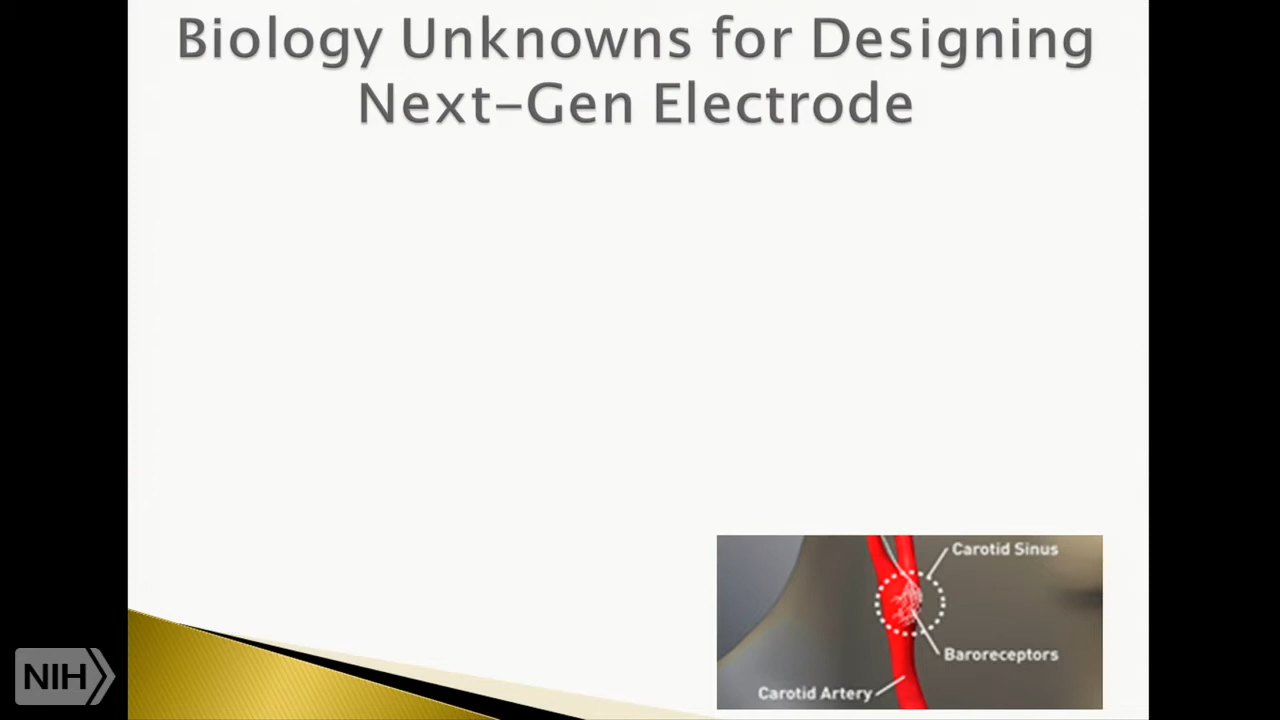 Biology Unknowns for Designing
Next-Gen Electrode
Carotid Sinus
Baroreceptors
Carotid Artery
NIH